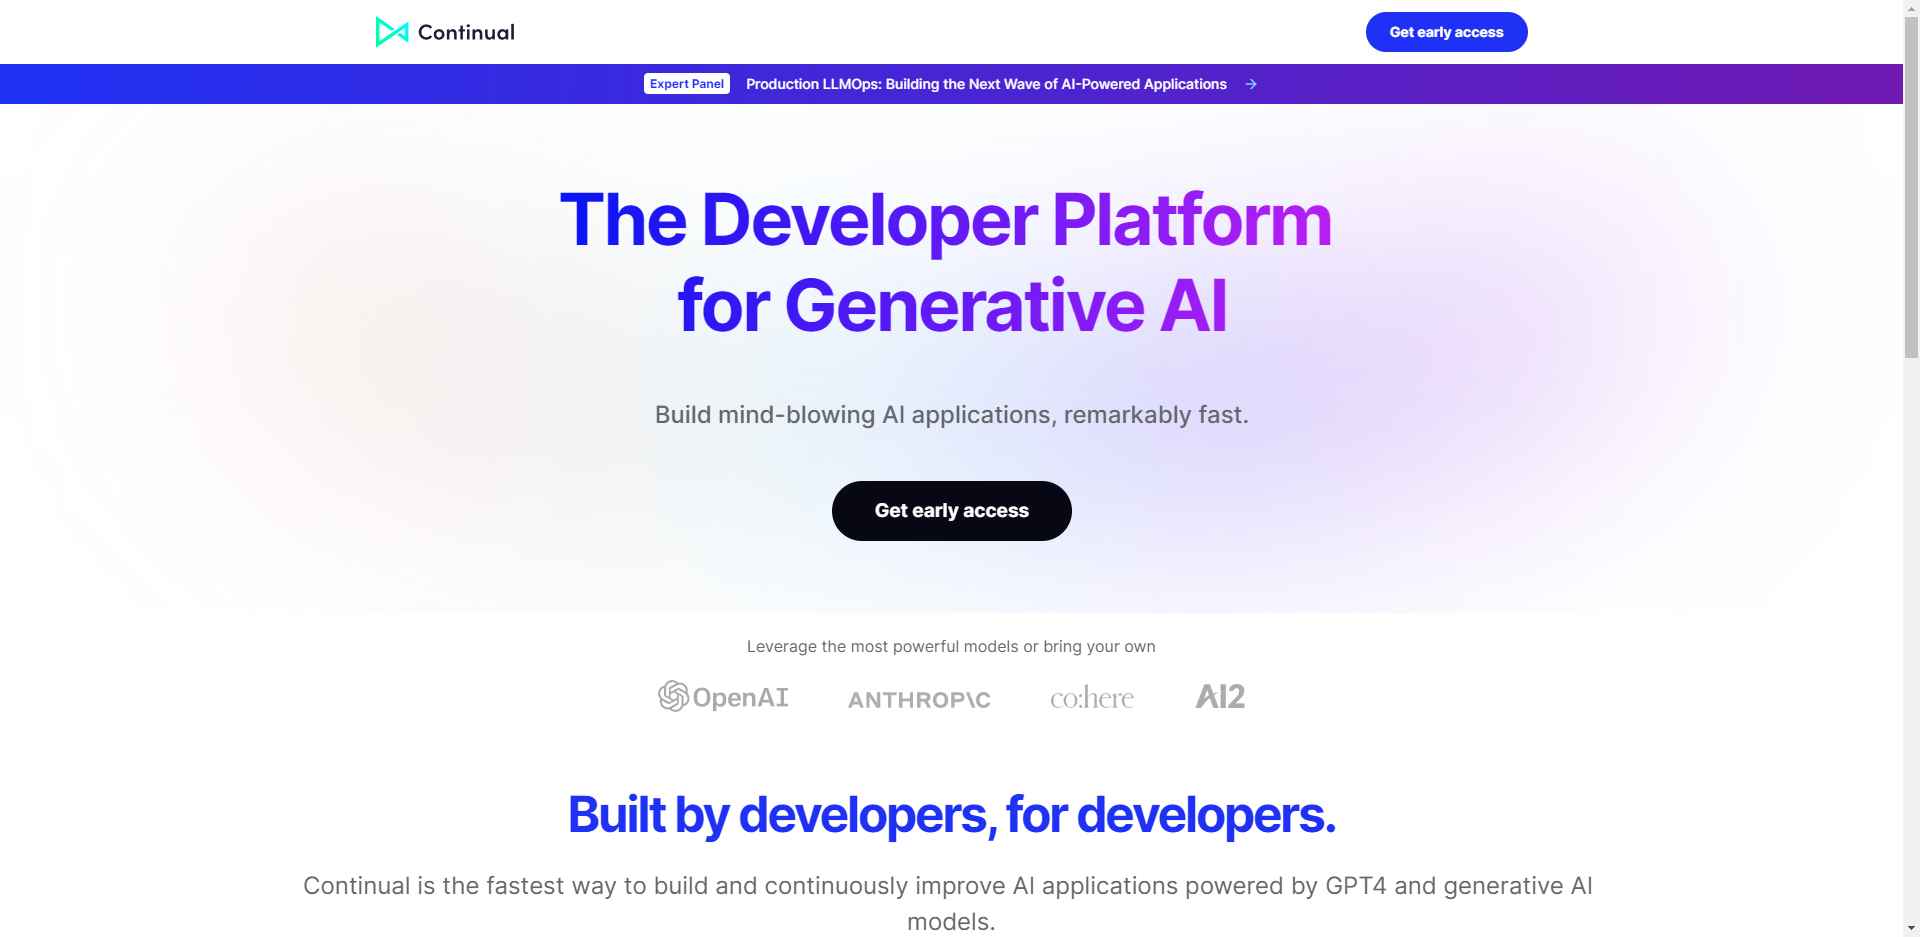 Continual
Get early access
Expert Panel Production LLMOps: Building the Next Wave of AI-Powered Applications →
The Developer Platform
for Generative AI
Build mind-blowing AI applications, remarkably fast.
Get early access
Leverage the most powerful models or bring your own
OpenAI ANTHROP\C co:here AI2
Built by developers, for developers.
Continual is the fastest way to build and continuously improve AI applications powered by GPT4 and generative AI
models.